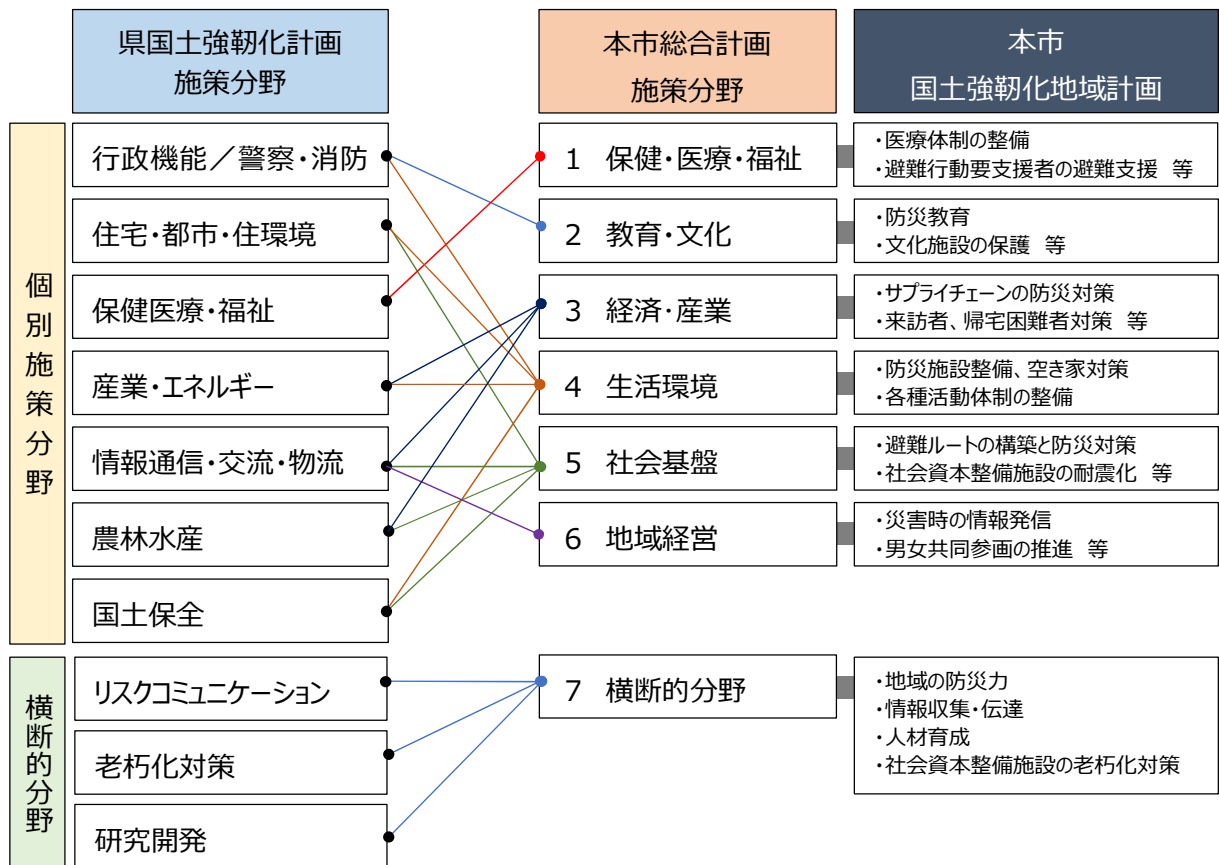 県国土強靭化計画
施策分野
本市総合計画
施策分野
本市
国土強靭化地域計画
個別施策分野
行政機能／警察・消防
住宅・都市・住環境
保健医療・福祉
産業・エネルギー
情報通信・交流・物流
農林水産
国土保全
1 保健・医療・福祉
2 教育・文化
3 経済・産業
4 生活環境
5 社会基盤
6 地域経営
・医療体制の整備
・避難行動要支援者の避難支援 等
・防災教育
・文化施設の保護 等
・サプライチェーンの防災対策
・来訪者、帰宅困難者対策 等
・防災施設整備、空き家対策
・各種活動体制の整備
・避難ルートの構築と防災対策
・社会資本整備施設の耐震化 等
・災害時の情報発信
・男女共同参画の推進 等
横断的分野
リスクコミュニケーション
老朽化対策
研究開発
7 横断的分野
・地域の防災力
・情報収集・伝達
・人材育成
・社会資本整備施設の老朽化対策